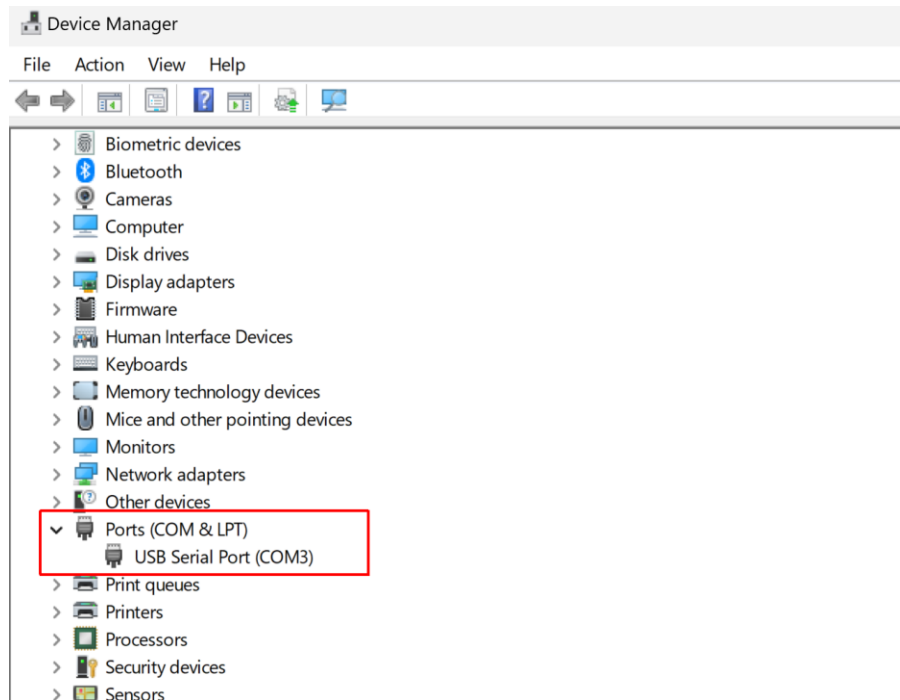 Device Manager
File Action View Help
Biometric devices
Bluetooth
Cameras
Computer
Disk drives
Display adapters
Firmware
Human Interface Devices
Keyboards
Memory technology devices
Mice and other pointing devices
Monitors
Network adapters
Other devices
Ports (COM & LPT)
USB Serial Port (COM3)
Print queues
Printers
Processors
Security devices
Sensors